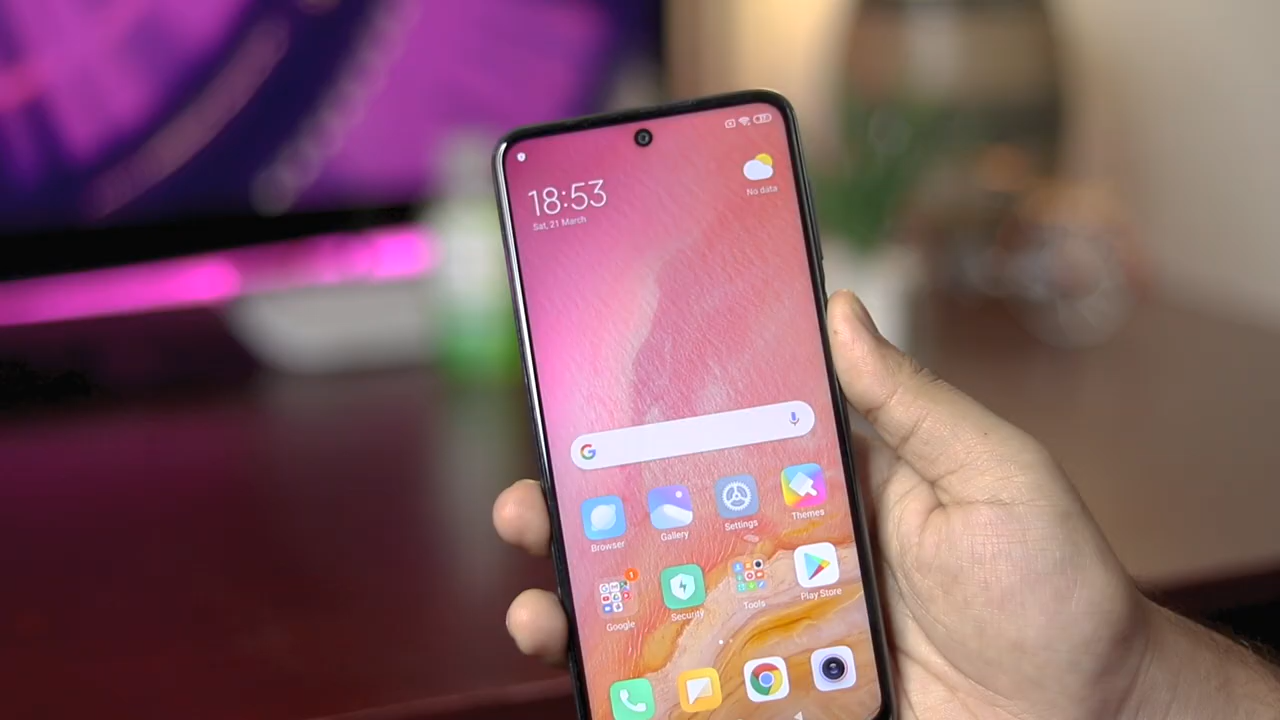 18:53
Sat, 21 March
No data
Browser
Gallery
Settings
Themes
Google
Security
Tools
Play Store